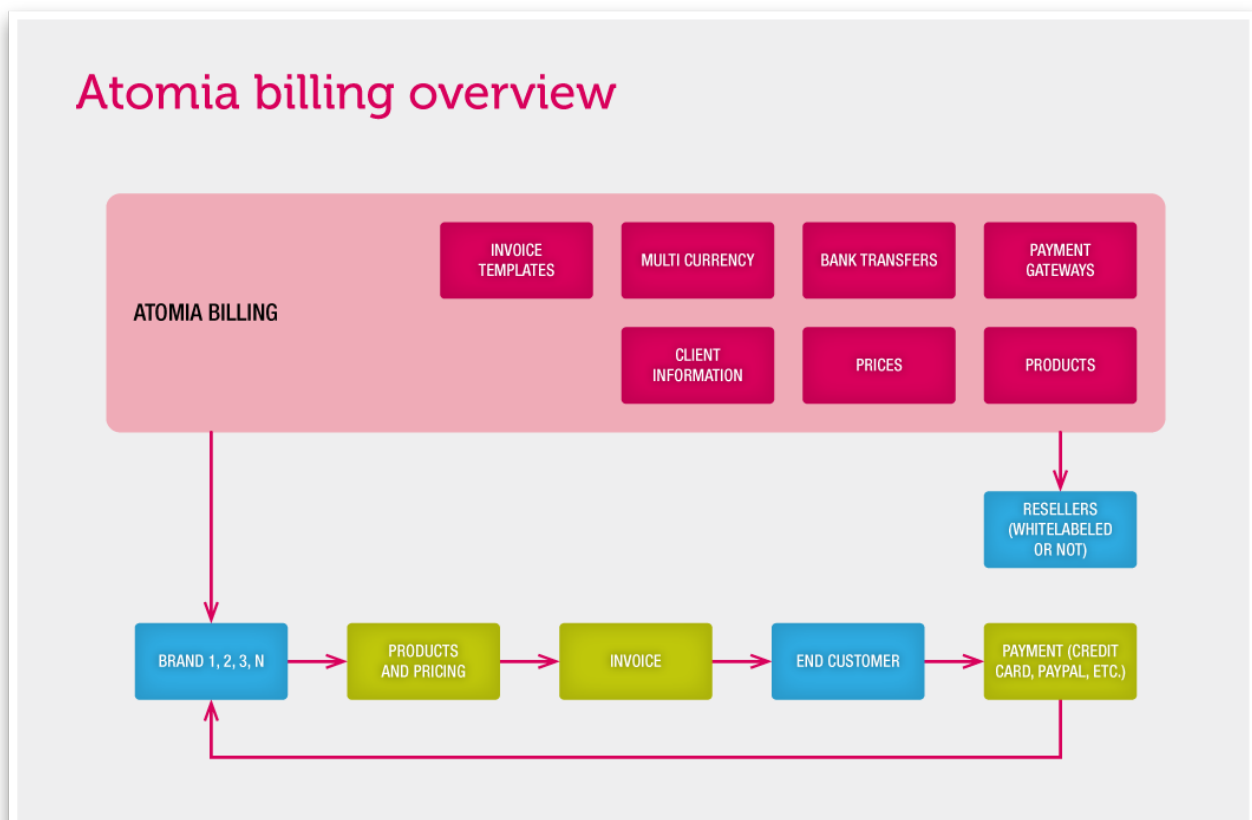 Atomia billing overview
INVOICE
TEMPLATES
MULTI CURRENCY
BANK TRANSFERS
PAYMENT
GATEWAYS
ATOMIA BILLING
CLIENT
INFORMATION
PRICES
PRODUCTS
RESELLERS
(WHITELABELED
OR NOT)
BRAND 1, 2, 3, N
PRODUCTS
AND PRICING
INVOICE
END CUSTOMER
PAYMENT (CREDIT
CARD, PAYPAL, ETC.)